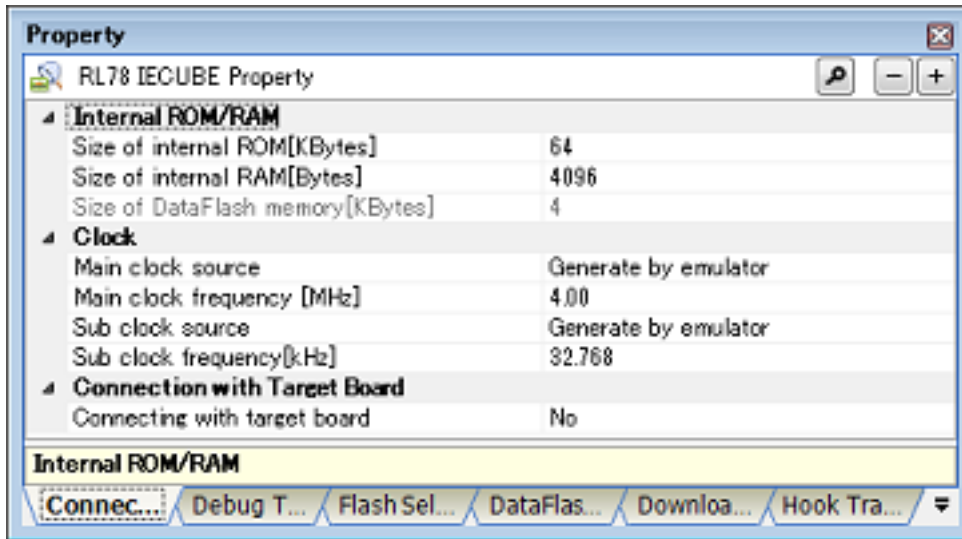 Property
RL78 IECUBE Property
Internal ROM/RAM
Size of internal ROM[KBytes] 64
Size of internal RAM[Bytes] 4096
Size of DataFlash memory[KBytes] 4
Clock
Main clock source Generate by emulator
Main clock frequency [MHz] 4.00
Sub clock source Generate by emulator
Sub clock frequency[kHz] 32.768
Connection with Target Board
Connecting with target board No
Internal ROM/RAM
Connec... Debug T... Flash Sel... DataFlas... Downloa... Hook Tra...